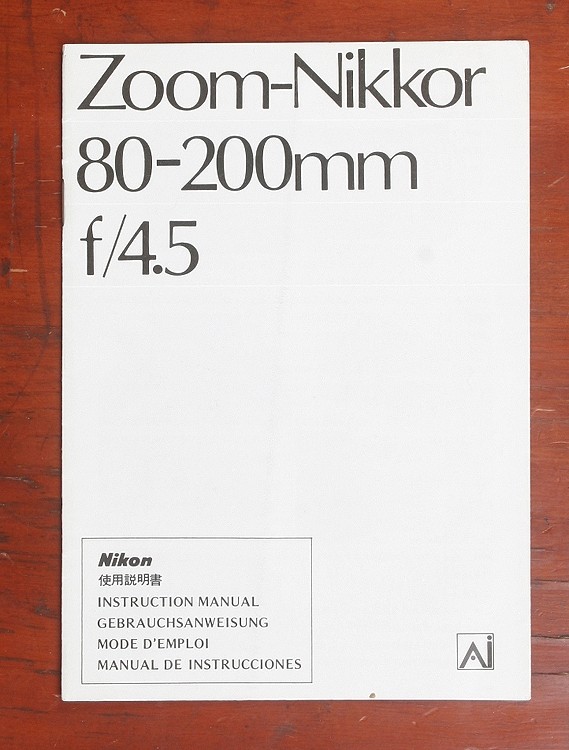 Zoom-Nikkor
80-200mm
f/4.5
Nikon
使用説明書
INSTRUCTION MANUAL
GEBRAUCHSANWEISUNG
MODE D'EMPLOI
MANUAL DE INSTRUCCIONES
Ai